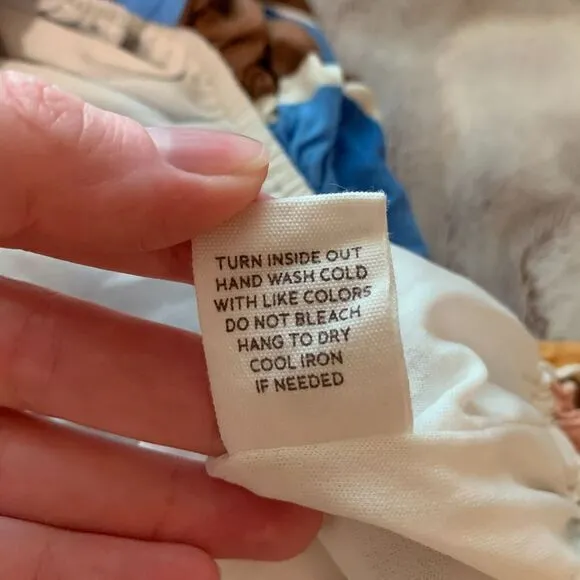 TURN INSIDE OUT
HAND WASH COLD
WITH LIKE COLORS
DO NOT BLEACH
HANG TO DRY
COOL IRON
IF NEEDED